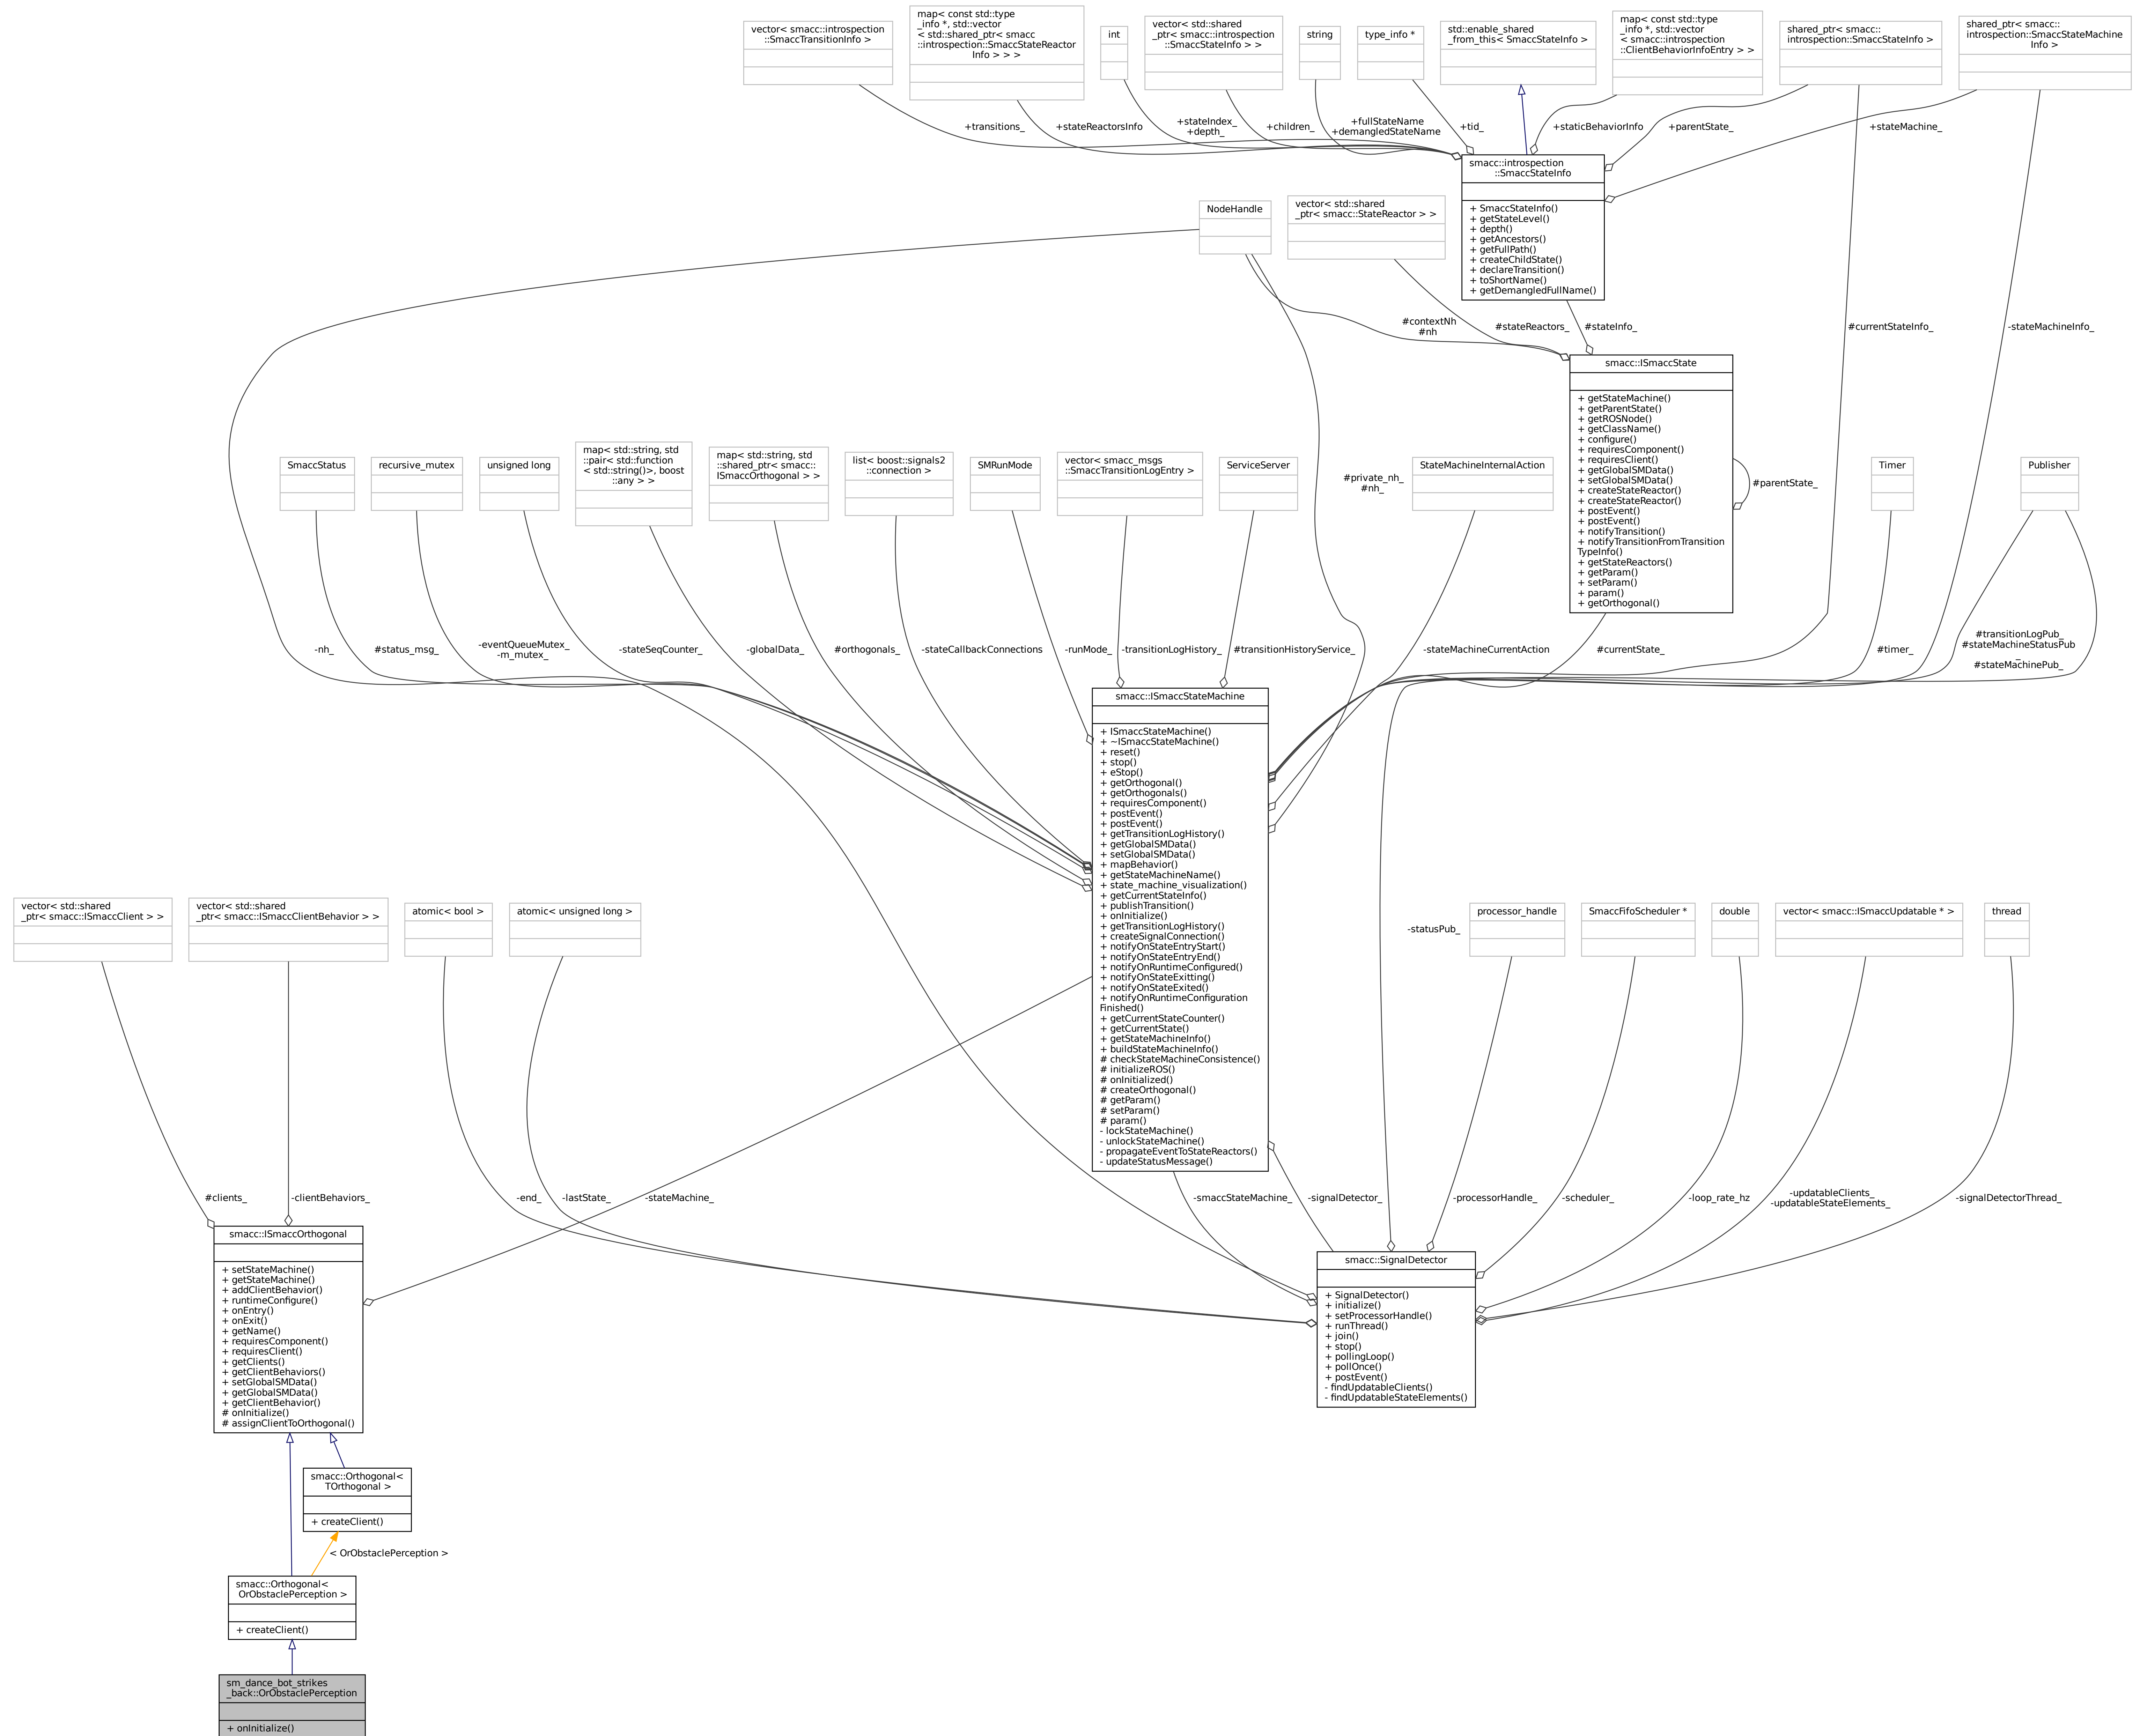 vector< smacc::introspection
::SmaccTransitionInfo >
map< const std::type
_info *, std::vector
< std::shared_ptr< smacc
::introspection::SmaccStateReactor
Info > > >
int
vector< std::shared
_ptr< smacc::introspection
::SmaccStateInfo > >
string
type_info *
std::enable_shared
_from_this< SmaccStateInfo >
map< const std::type
_info *, std::vector
< smacc::introspection
::ClientBehaviorInfoEntry > >
shared_ptr< smacc::
introspection::SmaccStateInfo >
shared_ptr< smacc::
introspection::SmaccStateMachine
Info >
+transitions_
+stateReactorsInfo
+stateIndex_
+depth_
+children_
+fullStateName
+demangledStateName
+tid_
+staticBehaviorInfo
+parentState_
+stateMachine_
smacc::introspection
::SmaccStateInfo
+ SmaccStateInfo()
+ getStateLevel()
+ depth()
+ getAncestors()
+ getFullPath()
+ createChildState()
+ declareTransition()
+ toShortName()
+ getDemangledFullName()
NodeHandle
vector< std::shared
_ptr< smacc::StateReactor > >
#contextNh
#nh
#stateReactors_
#stateInfo_
#currentStateInfo_
-stateMachineInfo_
smacc::ISmaccState
+ getStateMachine()
+ getParentState()
+ getROSNode()
+ getClassName()
+ configure()
+ requiresComponent()
+ requiresClient()
+ getGlobalSMData()
+ setGlobalSMData()
+ createStateReactor()
+ createStateReactor()
+ postEvent()
+ postEvent()
+ notifyTransition()
+ notifyTransitionFromTransition
TypeInfo()
+ getStateReactors()
+ getParam()
+ setParam()
+ param()
+ getOrthogonal()
#parentState_
SmaccStatus
recursive_mutex
unsigned long
map< std::string, std
::pair< std::function
< std::string()>, boost
::any > >
map< std::string, std
::shared_ptr< smacc::
ISmaccOrthogonal > >
list< boost::signals2
::connection >
SMRunMode
vector< smacc_msgs
::SmaccTransitionLogEntry >
ServiceServer
#private_nh_
#nh_
StateMachineInternalAction
Timer
Publisher
-nh_
#status_msg_
-eventQueueMutex_
-m_mutex_
-stateSeqCounter_
-globalData_
#orthogonals_
-stateCallbackConnections
-runMode_
-transitionLogHistory_
#transitionHistoryService_
-stateMachineCurrentAction
#currentState_
#timer_
#transitionLogPub_
#stateMachineStatusPub
_
#stateMachinePub_
smacc::ISmaccStateMachine
+ ISmaccStateMachine()
+ ~ISmaccStateMachine()
+ reset()
+ stop()
+ eStop()
+ getOrthogonal()
+ getOrthogonals()
+ requiresComponent()
+ postEvent()
+ postEvent()
+ getTransitionLogHistory()
+ getGlobalSMData()
+ setGlobalSMData()
+ mapBehavior()
+ getStateMachineName()
+ state_machine_visualization()
+ getCurrentStateInfo()
+ publishTransition()
+ onInitialize()
+ getTransitionLogHistory()
+ createSignalConnection()
+ notifyOnStateEntryStart()
+ notifyOnStateEntryEnd()
+ notifyOnRuntimeConfigured()
+ notifyOnStateExitting()
+ notifyOnStateExited()
+ notifyOnRuntimeConfiguration
Finished()
+ getCurrentStateCounter()
+ getCurrentState()
+ getStateMachineInfo()
+ buildStateMachineInfo()
# checkStateMachineConsistence()
# initializeROS()
# onInitialized()
# createOrthogonal()
# getParam()
# setParam()
# param()
- lockStateMachine()
- unlockStateMachine()
- propagateEventToStateReactors()
- updateStatusMessage()
vector< std::shared
_ptr< smacc::ISmaccClient > >
vector< std::shared
_ptr< smacc::ISmaccClientBehavior > >
atomic< bool >
atomic< unsigned long >
-statusPub_
processor_handle
SmaccFifoScheduler *
double
vector< smacc::ISmaccUpdatable * >
thread
#clients_
-clientBehaviors_
-end_
-lastState_
-stateMachine_
-smaccStateMachine_
-signalDetector_
-processorHandle_
-scheduler_
-loop_rate_hz
-updatableClients_
-updatableStateElements_
-signalDetectorThread_
smacc::ISmaccOrthogonal
+ setStateMachine()
+ getStateMachine()
+ addClientBehavior()
+ runtimeConfigure()
+ onEntry()
+ onExit()
+ getName()
+ requiresComponent()
+ requiresClient()
+ getClients()
+ getClientBehaviors()
+ setGlobalSMData()
+ getGlobalSMData()
+ getClientBehavior()
# onInitialize()
# assignClientToOrthogonal()
smacc::SignalDetector
+ SignalDetector()
+ initialize()
+ setProcessorHandle()
+ runThread()
+ join()
+ stop()
+ pollingLoop()
+ pollOnce()
+ postEvent()
- findUpdatableClients()
- findUpdatableStateElements()
smacc::Orthogonal<
TOrthogonal >
+ createClient()
< OrObstaclePerception >
smacc::Orthogonal<
OrObstaclePerception >
+ createClient()
sm_dance_bot_strikes
_back::OrObstaclePerception
+ onInitialize()